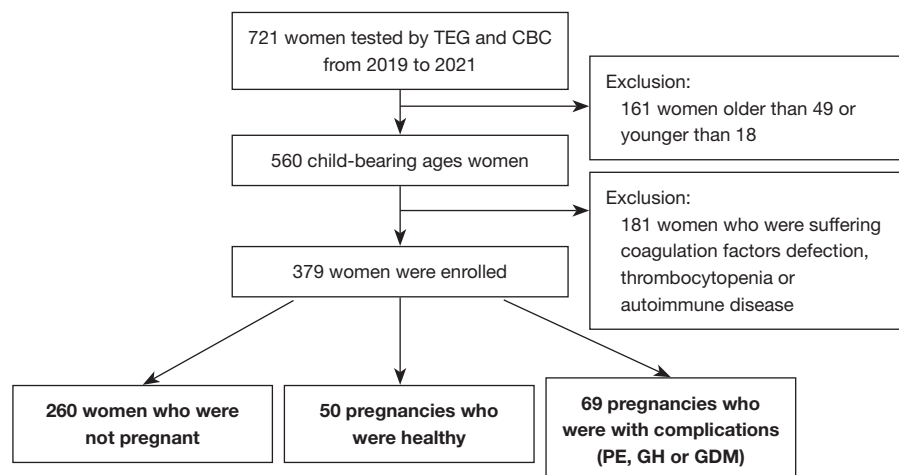 721 women tested by TEG and CBC
from 2019 to 2021
Exclusion:
161 women older than 49 or
younger than 18
560 child-bearing ages women
Exclusion:
181 women who were suffering
coagulation factors defection,
thrombocytopenia or
autoimmune disease
379 women were enrolled
260 women who were
not pregnant
50 pregnancies who
were healthy
69 pregnancies who
were with complications
(PE, GH or GDM)